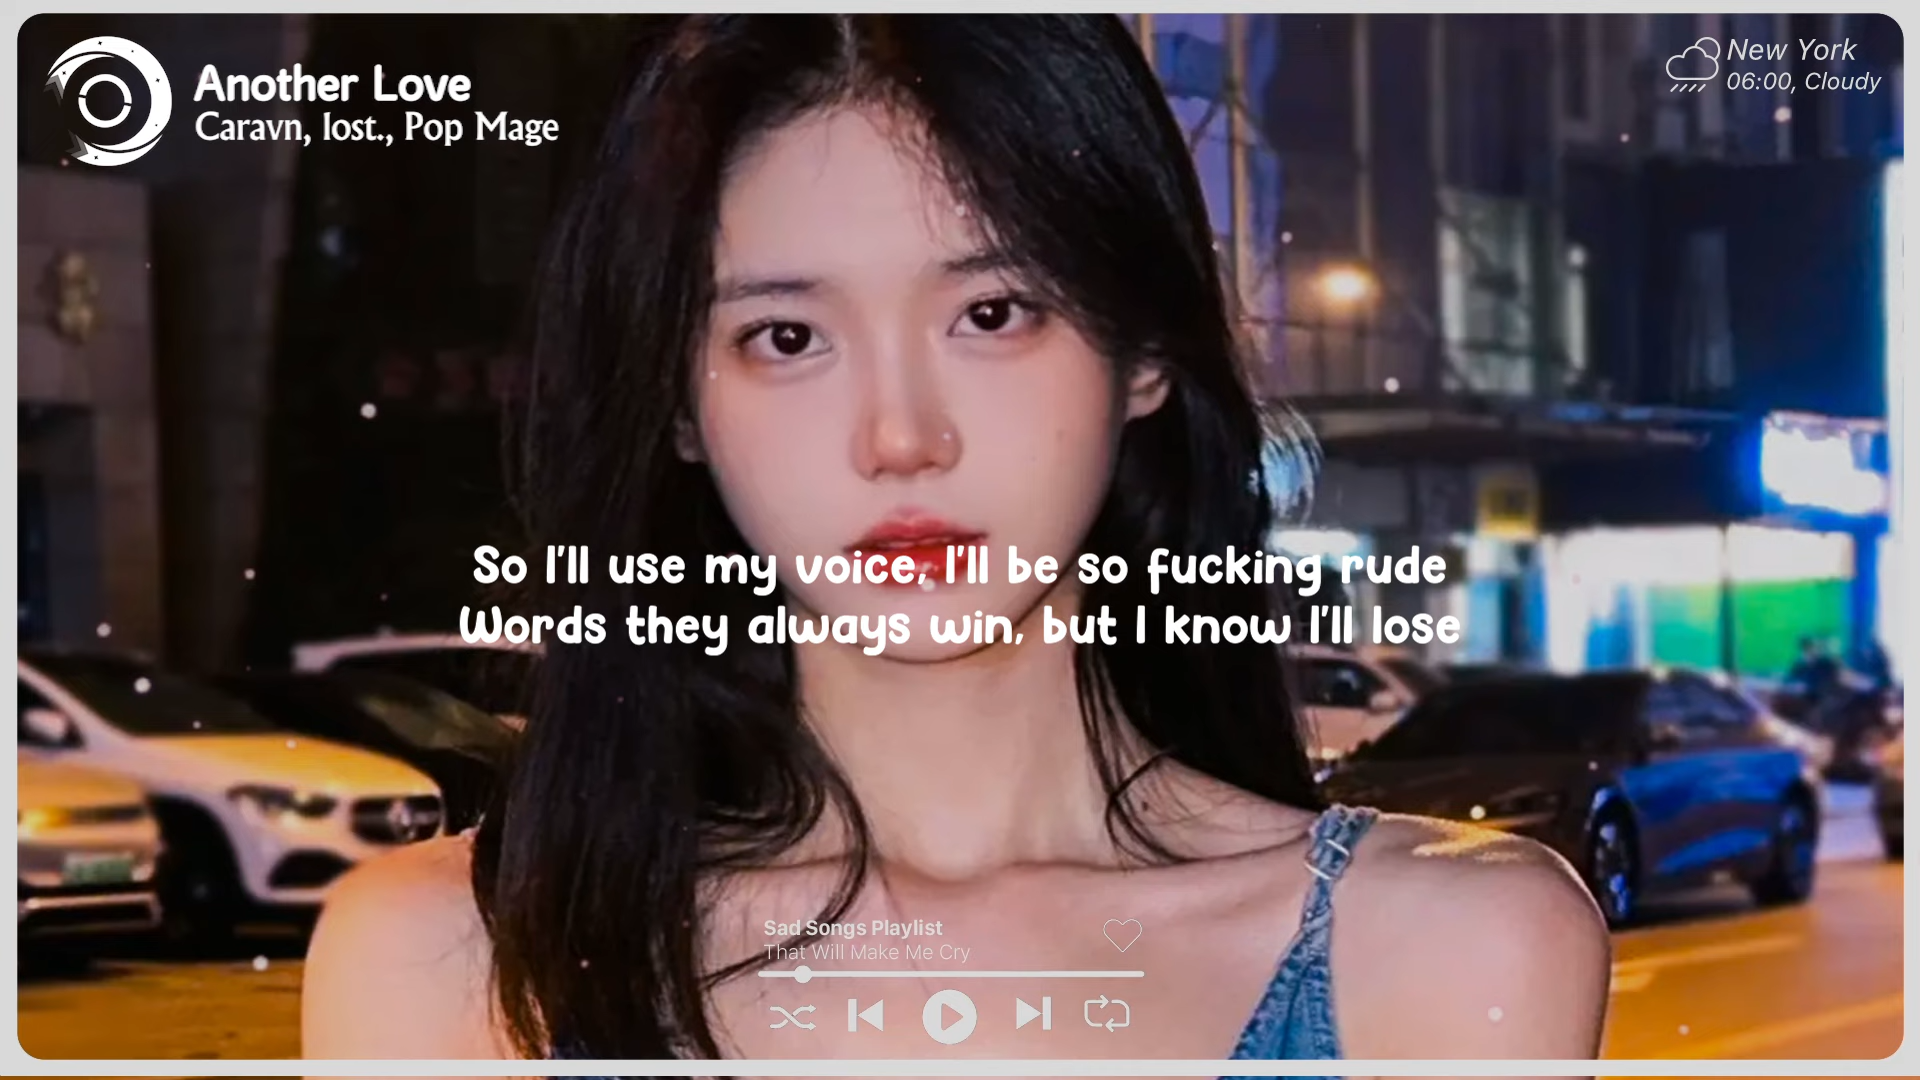 Another Love
Caravn, lost., Pop Mage
New York
06:00, Cloudy
So I'll use my voice, I'll be so fucking rude
Words they always win, but I know I'll lose
Sad Songs Playlist
That Will Make Me Cry